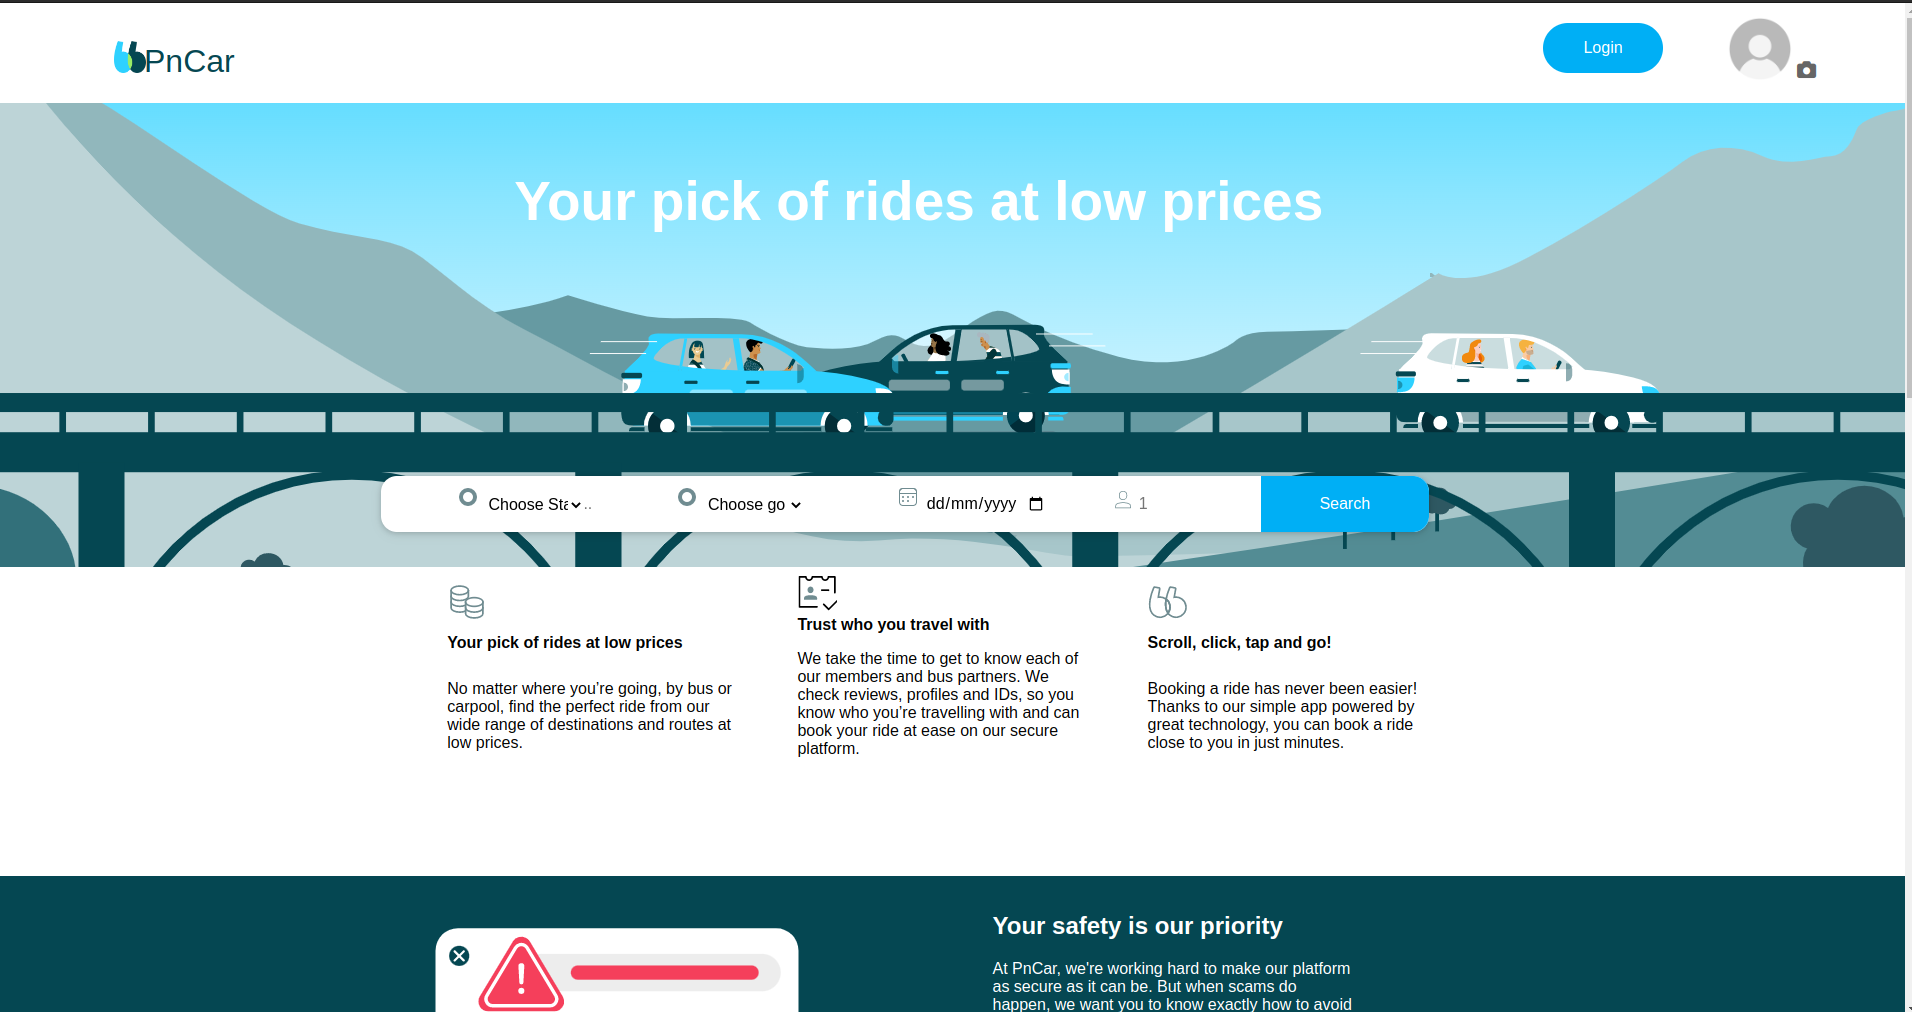 PnCar
Login
Your pick of rides at low prices
Choose Sta ..
Choose go
dd/mm/yyyy
1
Search
Your pick of rides at low prices
No matter where you’re going, by bus or
carpool, find the perfect ride from our
wide range of destinations and routes at
low prices.
Trust who you travel with
We take the time to get to know each of
our members and bus partners. We
check reviews, profiles and IDs, so you
know who you’re travelling with and can
book your ride at ease on our secure
platform.
Scroll, click, tap and go!
Booking a ride has never been easier!
Thanks to our simple app powered by
great technology, you can book a ride
close to you in just minutes.
Your safety is our priority
At PnCar, we're working hard to make our platform
as secure as it can be. But when scams do
happen, we want you to know exactly how to avoid